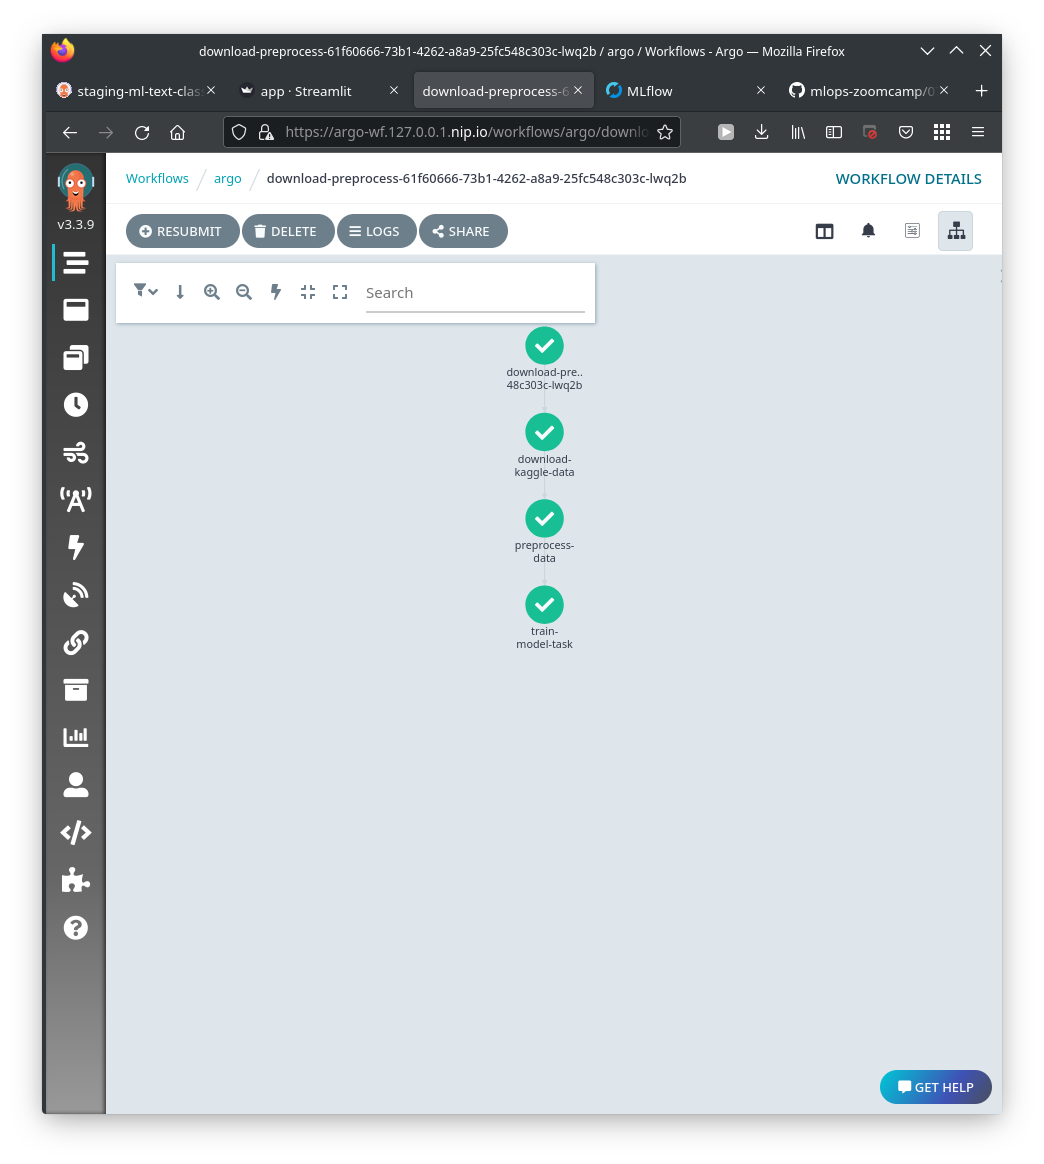 download-preprocess-61f60666-73b1-4262-a8a9-25fc548c303c-lwq2b / argo / Workflows - Argo — Mozilla Firefox
staging-ml-text-clas
app · Streamlit
download-preprocess-6
MLflow
mlops-zoomcamp/0
https://argo-wf.127.0.0.1.nip.io/workflows/argo/downlo
v3.3.9
Workflows / argo / download-preprocess-61f60666-73b1-4262-a8a9-25fc548c303c-lwq2b
WORKFLOW DETAILS
RESUBMIT
DELETE
LOGS
SHARE
Search
download-pre..
48c303c-lwq2b
download-
kaggle-data
preprocess-
data
train-
model-task
GET HELP